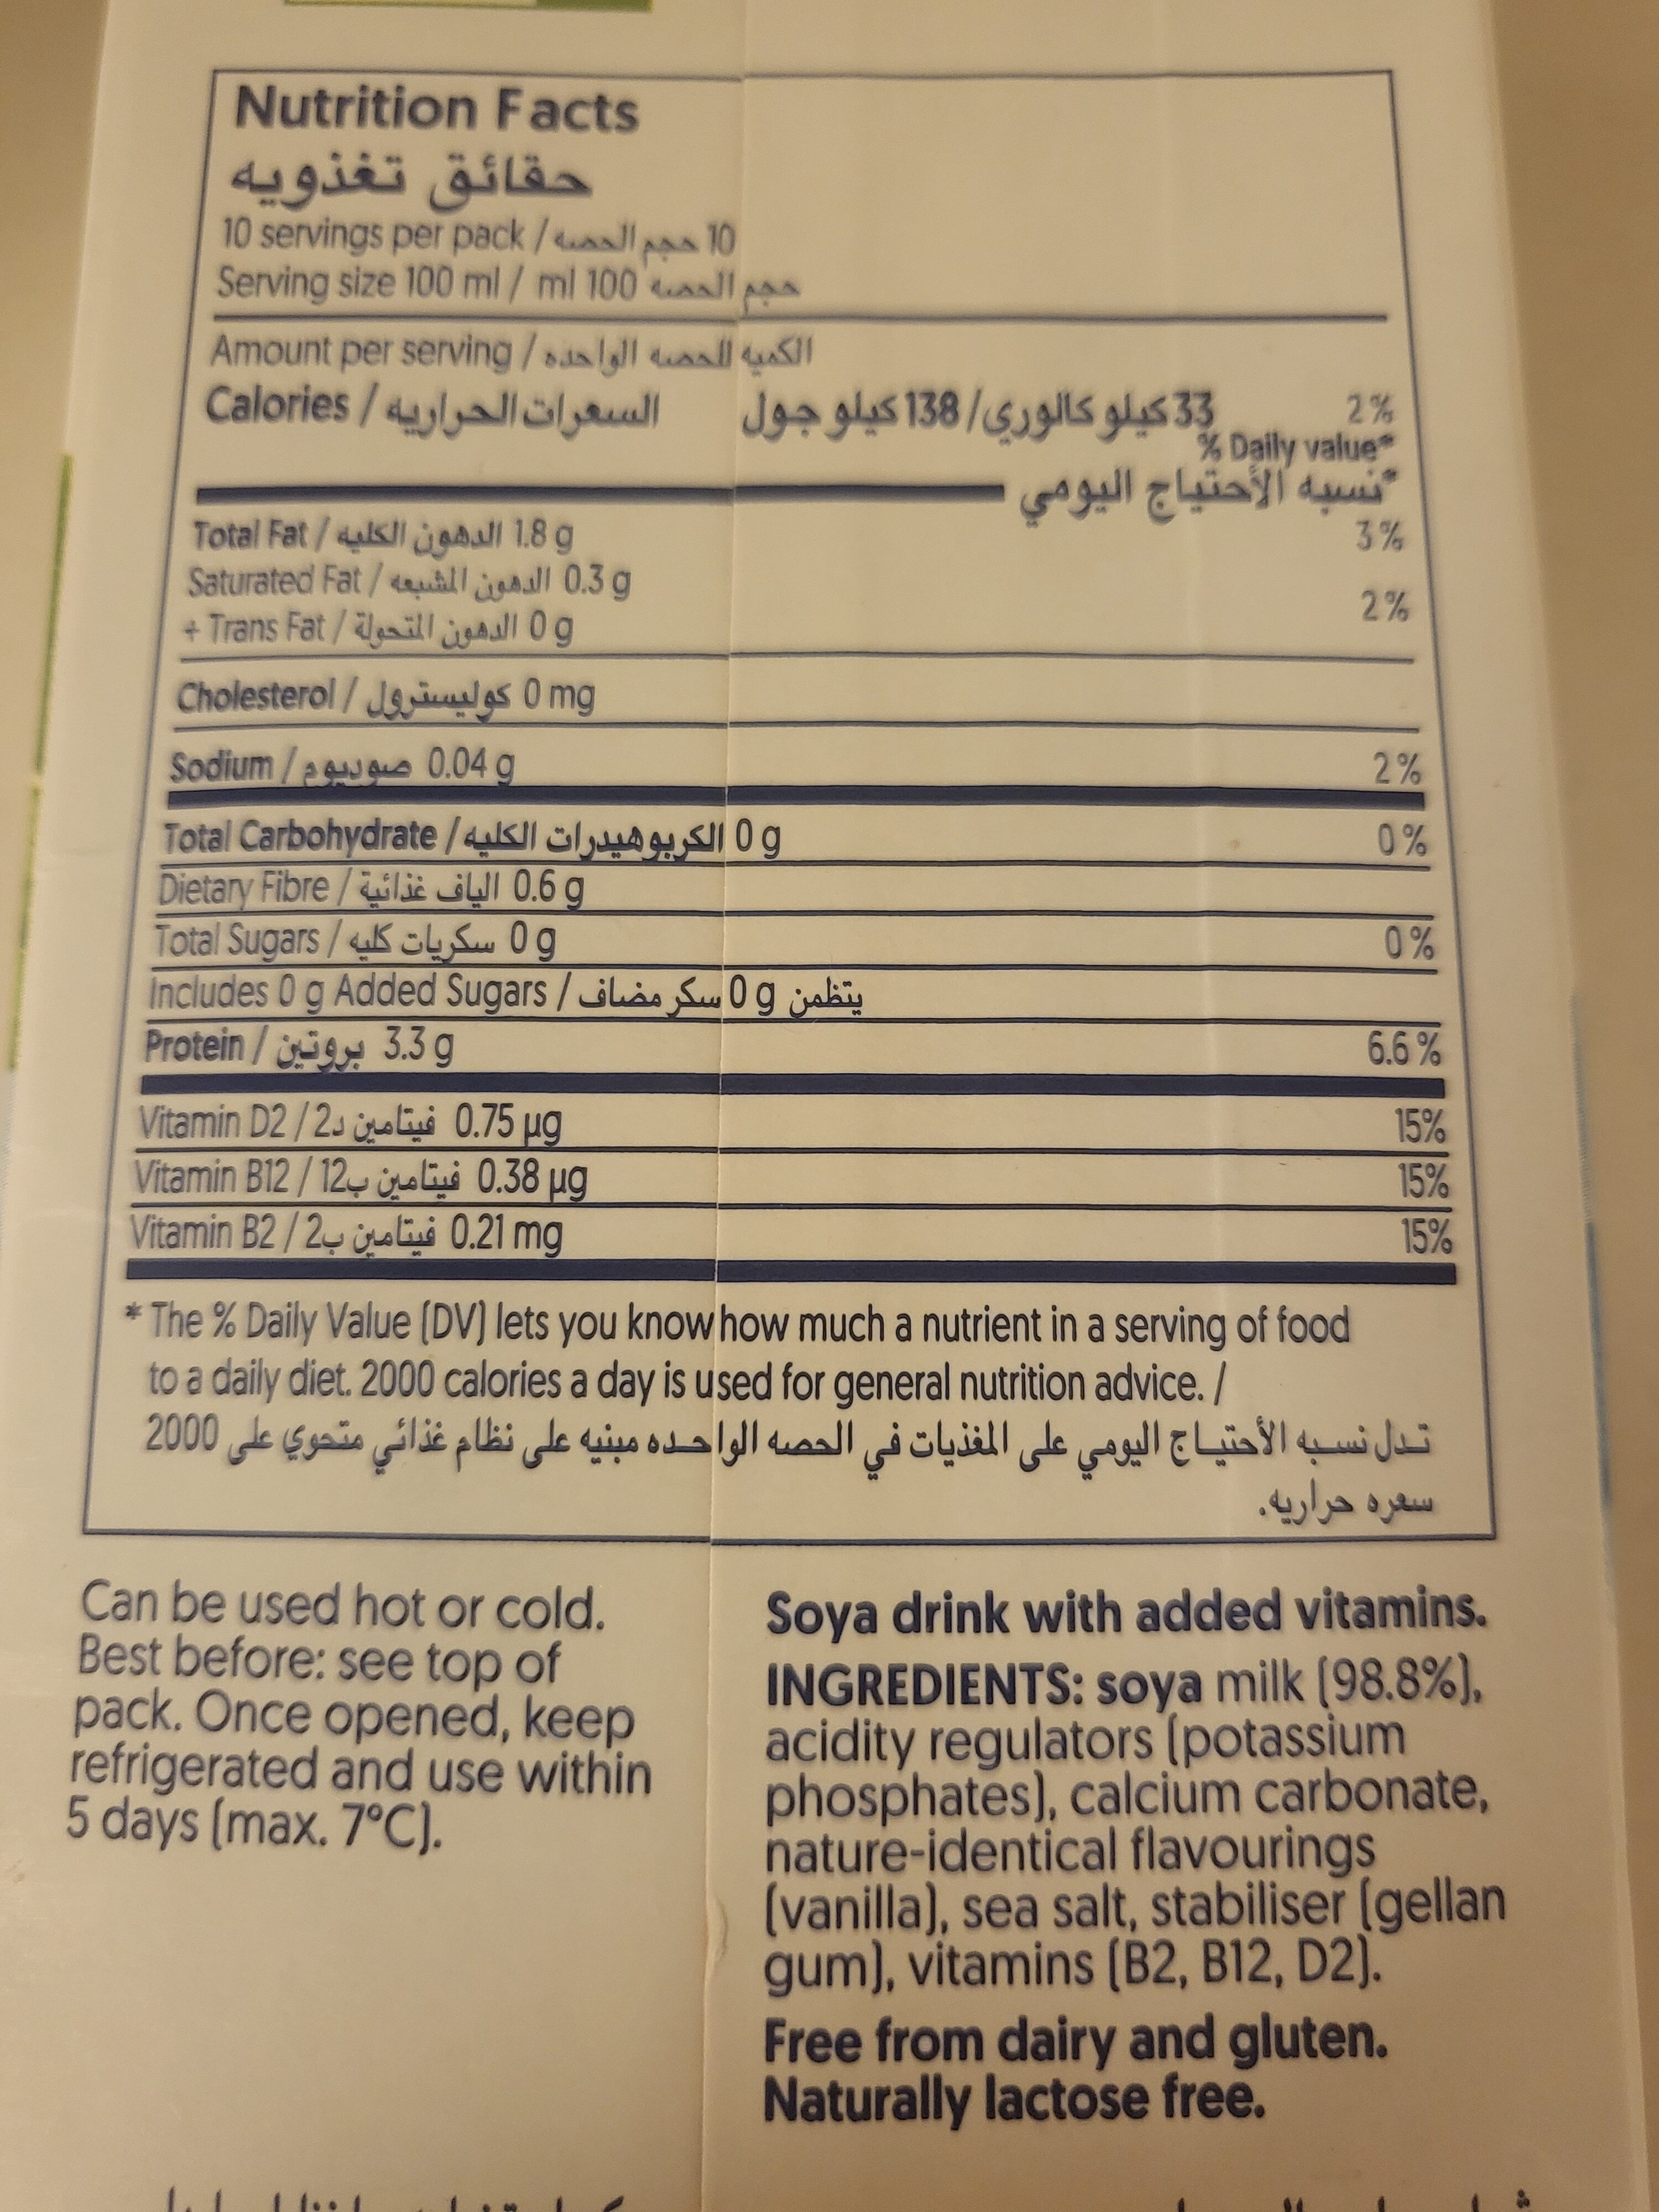 Nutrition Facts
حقائق تغذويه
10 servings per pack / 10 حجم الحصه
Serving size 100 ml / ml 100 حجم الحصه
Amount per serving / الكميه للحصه الواحده
Calories / السعرات الحراريه 33 كيلو كالوري/ 138 كيلو جول 2%
% Daily value*
*نسبه الأحتياج اليومي
Total Fat / الدهون الكليه 1.8 g 3%
Saturated Fat / الدهون المشبعه 0.3 g
2%
+ Trans Fat / الدهون المتحولة 0 g
Cholesterol / كوليسترول 0 mg
Sodium / صوديوم 0.04 g 2%
Total Carbohydrate / الكربوهيدرات الكليه 0 g 0%
Dietary Fibre / الياف غذائية 0.6 g
Total Sugars / سكريات كليه 0 g 0%
Includes 0 g Added Sugars / يتظمن 0 g سكر مضاف
Protein / بروتين 3.3 g 6.6%
Vitamin D2 / فيتامين د2 0.75 µg 15%
Vitamin B12 / فيتامين ب12 0.38 µg 15%
Vitamin B2 / فيتامين ب2 0.21 mg 15%
* The % Daily Value (DV) lets you know how much a nutrient in a serving of food
to a daily diet. 2000 calories a day is used for general nutrition advice. /
تدل نسبه الأحتياج اليومي على المغذيات في الحصه الواحده مبنيه على نظام غذائي متحوي على 2000
سعره حراريه.
Can be used hot or cold.
Best before: see top of
pack. Once opened, keep
refrigerated and use within
5 days (max. 7°C).
Soya drink with added vitamins.
INGREDIENTS: soya milk (98.8%),
acidity regulators (potassium
phosphates), calcium carbonate,
nature-identical flavourings
(vanilla), sea salt, stabiliser (gellan
gum), vitamins (B2, B12, D2).
Free from dairy and gluten.
Naturally lactose free.